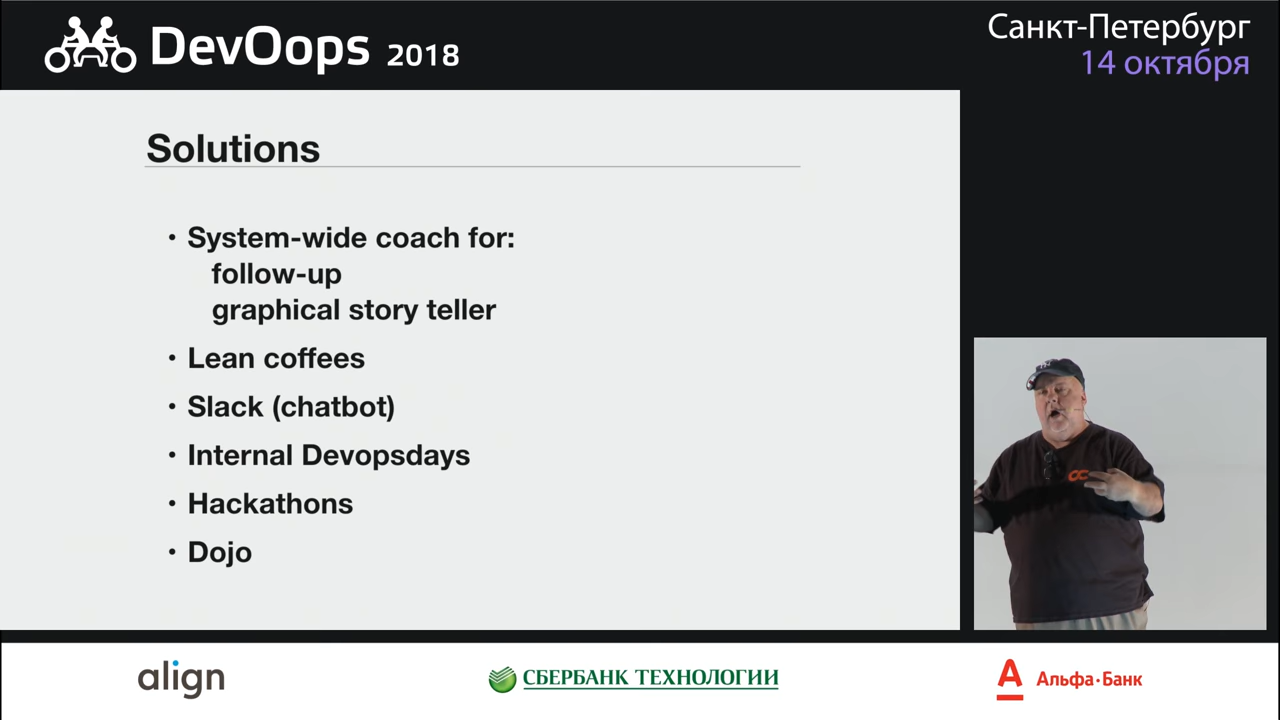 DevOops 2018
Санкт-Петербург
14 октября
Solutions
• System-wide coach for:
follow-up
graphical story teller
• Lean coffees
• Slack (chatbot)
• Internal Devopsdays
• Hackathons
• Dojo
align
СБЕРБАНК ТЕХНОЛОГИИ
Альфа·Банк